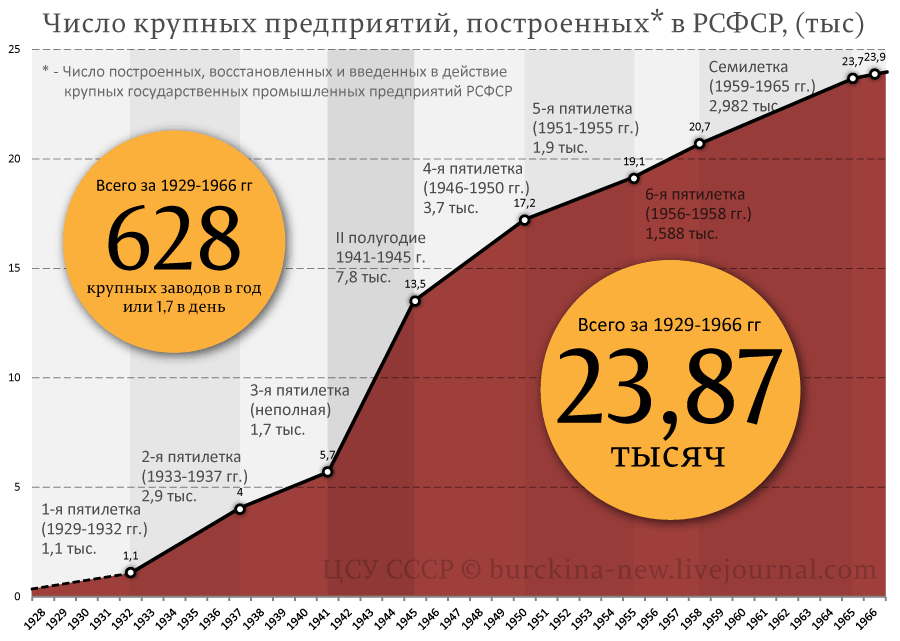 Число крупных предприятий, построенных* в РСФСР, (тыс)
* - Число построенных, восстановленных и введенных в действие
крупных государственных промышленных предприятий РСФСР
Семилетка
(1959-1965 гг.)
2,982 тыс.
5-я пятилетка
(1951-1955 гг.)
1,9 тыс.
4-я пятилетка
(1946-1950 гг.)
3,7 тыс.
6-я пятилетка
(1956-1958 гг.)
1,588 тыс.
II полугодие
1941-1945 г.
7,8 тыс.
3-я пятилетка
(неполная)
1,7 тыс.
2-я пятилетка
(1933-1937 гг.)
2,9 тыс.
1-я пятилетка
(1929-1932 гг.)
1,1 тыс.
Всего за 1929-1966 гг
628
крупных заводов в год
или 1,7 в день
Всего за 1929-1966 гг
23,87
тысяч
1,1
4
5,7
13,5
17,2
19,1
20,7
23,7
23,9
25
20
15
10
5
0
ЦСУ СССР © burckina-new.livejournal.com
1928
1929
1930
1931
1932
1933
1934
1935
1936
1937
1938
1939
1940
1941
1942
1943
1944
1945
1946
1947
1948
1949
1950
1951
1952
1953
1954
1955
1956
1957
1958
1959
1960
1961
1962
1963
1964
1965
1966